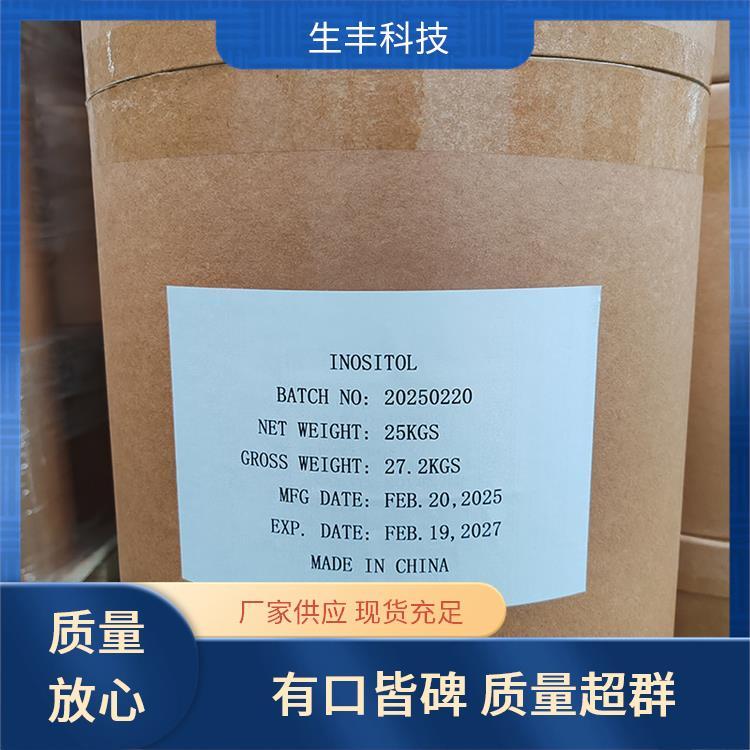 生丰科技
INOSITOL
BATCH NO: 20250220
NET WEIGHT: 25KGS
GROSS WEIGHT: 27.2KGS
MFG DATE: FEB.20,2025
EXP. DATE: FEB.19,2027
MADE IN CHINA
厂家供应 现货充足
质量
放心
有口皆碑 质量超群